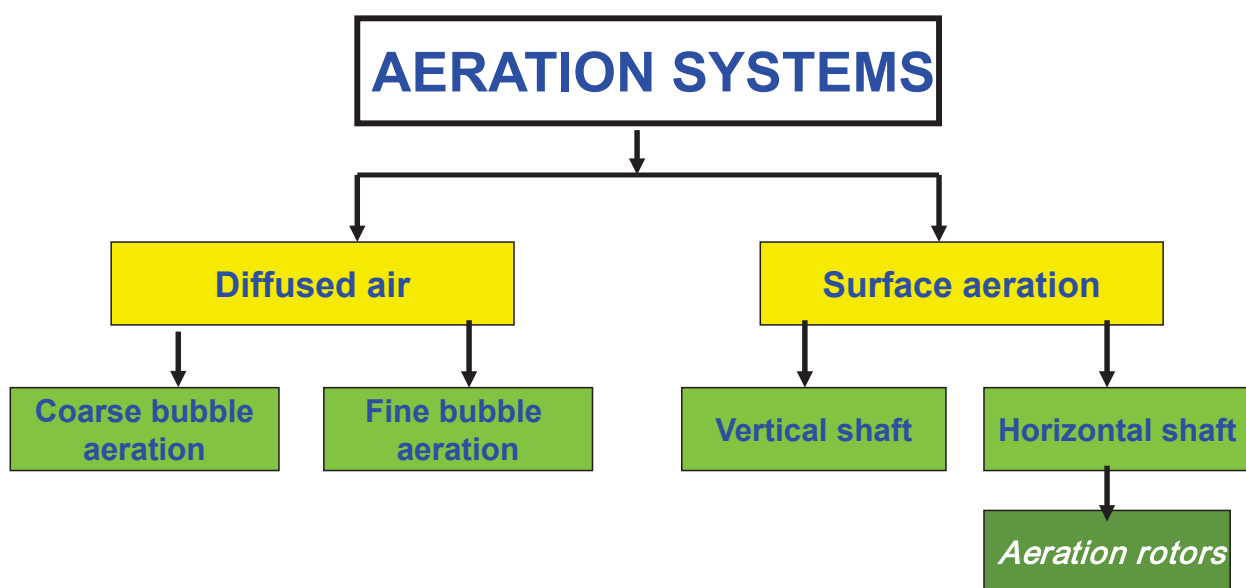 AERATION SYSTEMS
Diffused air
Surface aeration
Coarse bubble
aeration
Fine bubble
aeration
Vertical shaft
Horizontal shaft
Aeration rotors